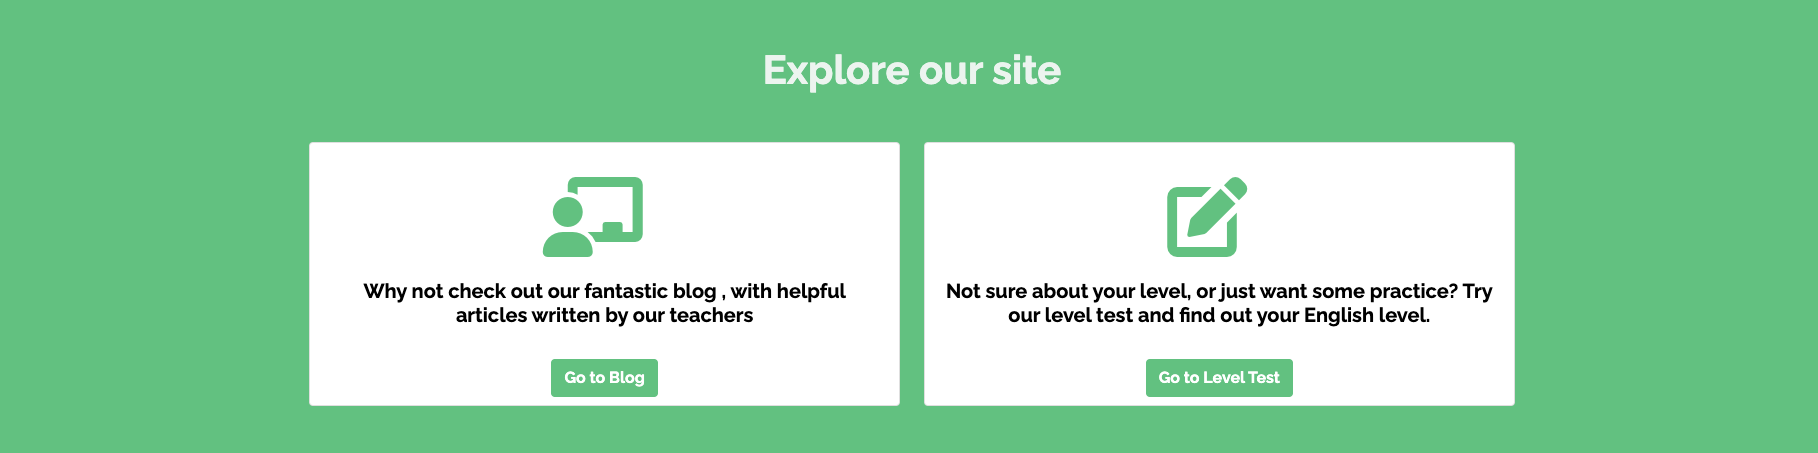 Explore our site
Why not check out our fantastic blog , with helpful
articles written by our teachers
Go to Blog
Not sure about your level, or just want some practice? Try
our level test and find out your English level.
Go to Level Test